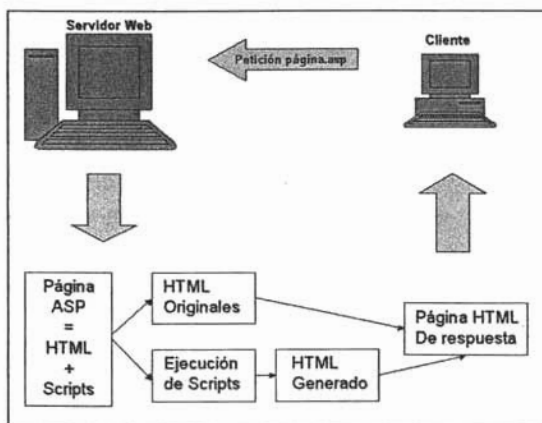 Servidor Web
Cliente
Petición página.asp
Página
ASP
=
HTML
+
Scripts
HTML
Originales
Ejecución
de Scripts
HTML
Generado
Página HTML
De respuesta